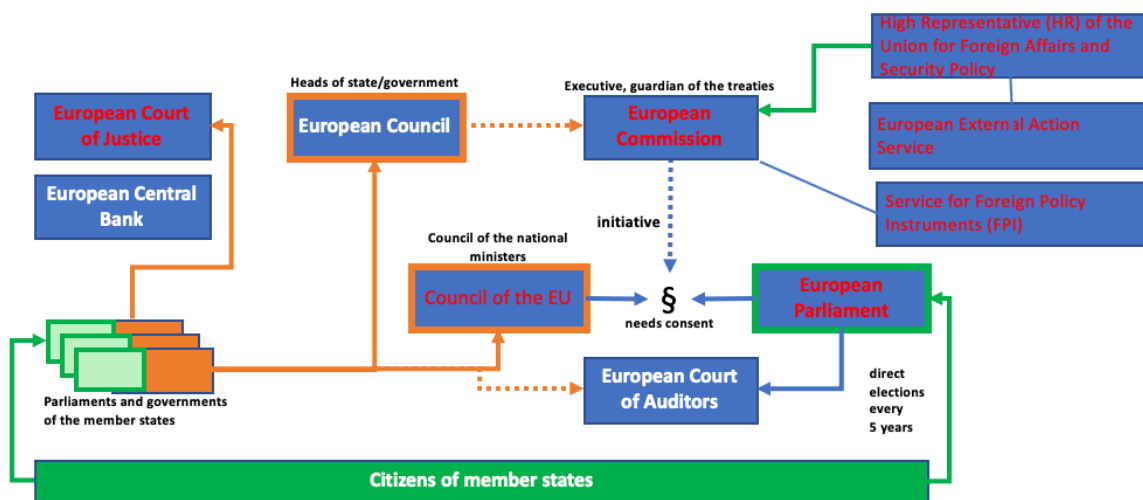 High Representative (HR) of the
Union for Foreign Affairs and
Security Policy
Heads of state/government
Executive, guardian of the treaties
European Court
of Justice
European Council
European
Commission
European External Action
Service
European Central
Bank
Service for Foreign Policy
Instruments (FPI)
initiative
Council of the national
ministers
Council of the EU
§
needs consent
European
Parliament
European Court
of Auditors
direct
elections
every
5 years
Parliaments and governments
of the member states
Citizens of member states